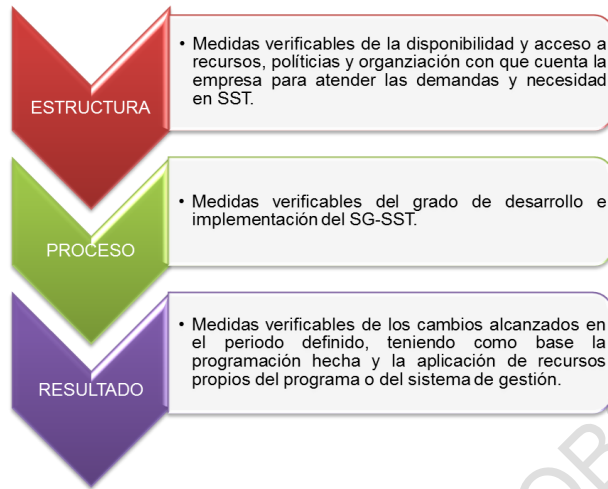 ESTRUCTURA
• Medidas verificables de la disponibilidad y acceso a
recursos, políticias y organziación con que cuenta la
empresa para atender las demandas y necesidad
en SST.
PROCESO
• Medidas verificables del grado de desarrollo e
implementación del SG-SST.
RESULTADO
• Medidas verificables de los cambios alcanzados en
el periodo definido, teniendo como base la
programación hecha y la aplicación de recursos
propios del programa o del sistema de gestión.
OB